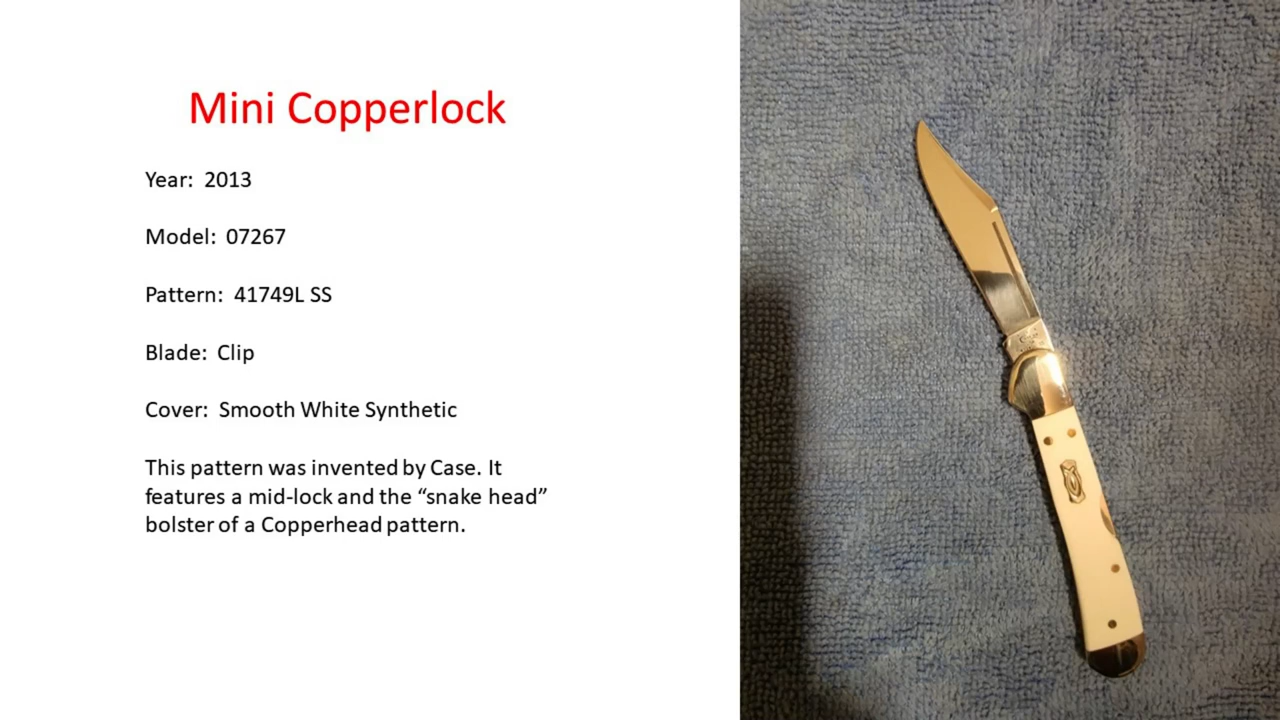 Mini Copperlock
Year: 2013
Model: 07267
Pattern: 41749L SS
Blade: Clip
Cover: Smooth White Synthetic
This pattern was invented by Case. It
features a mid-lock and the “snake head”
bolster of a Copperhead pattern.